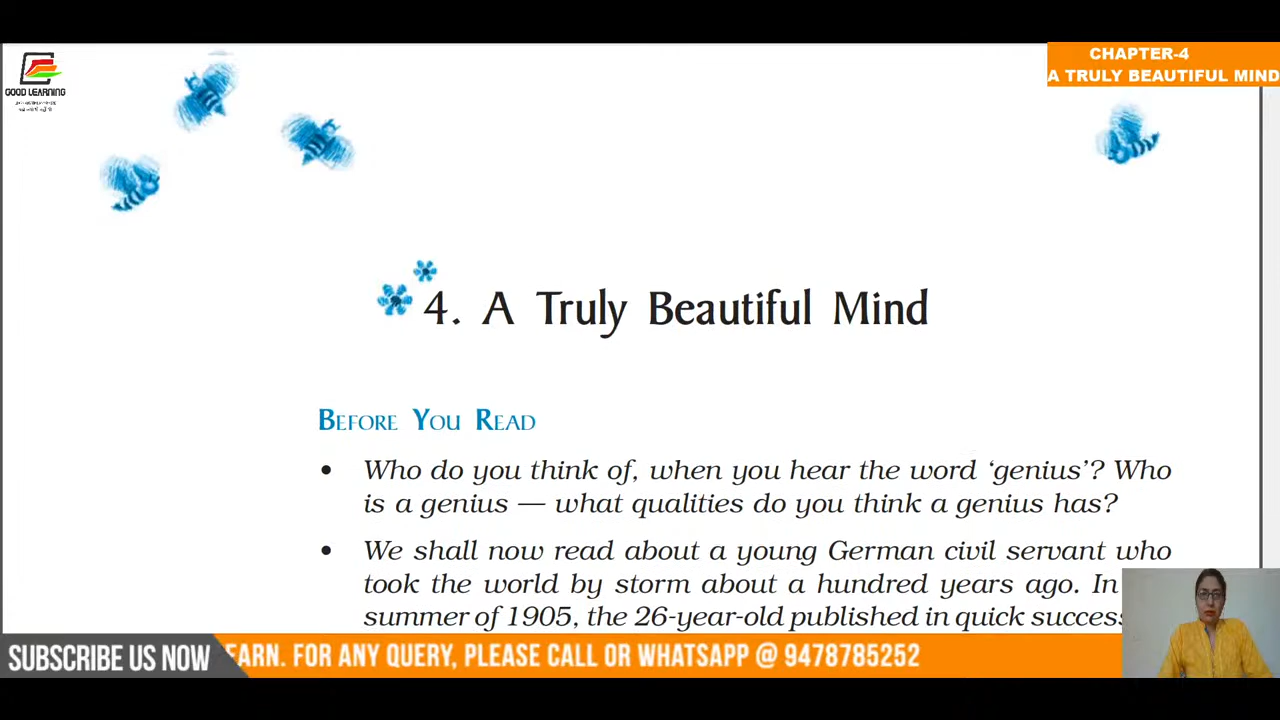 CHAPTER-4
A TRULY BEAUTIFUL MIND
GOOD LEARNING
4. A Truly Beautiful Mind
BEFORE YOU READ
• Who do you think of, when you hear the word ‘genius’? Who
is a genius — what qualities do you think a genius has?
• We shall now read about a young German civil servant who
took the world by storm about a hundred years ago. In
summer of 1905, the 26-year-old published in quick success
SUBSCRIBE US NOW
EARN. FOR ANY QUERY, PLEASE CALL OR WHATSAPP @ 9478785252